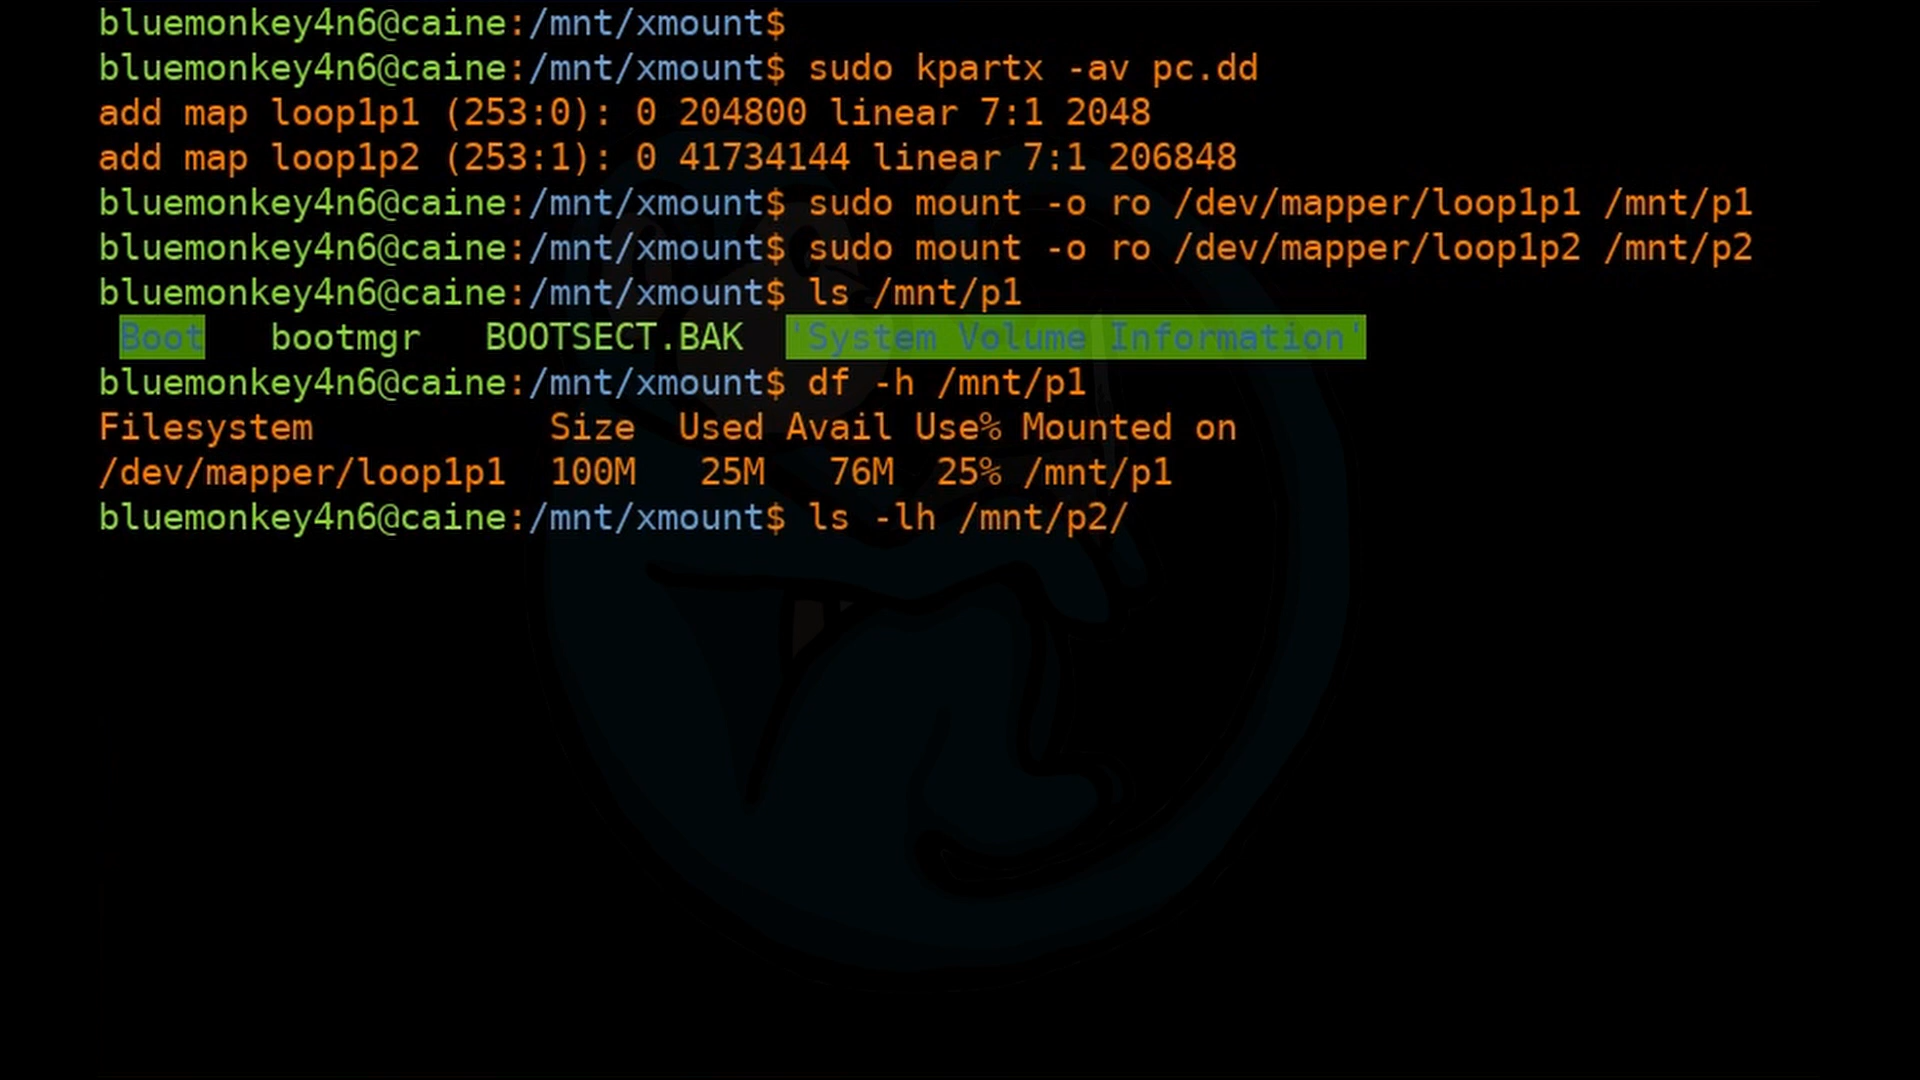 bluemonkey4n6@caine:/mnt/xmount$
bluemonkey4n6@caine:/mnt/xmount$ sudo kpartx -av pc.dd
add map loop1p1 (253:0): 0 204800 linear 7:1 2048
add map loop1p2 (253:1): 0 41734144 linear 7:1 206848
bluemonkey4n6@caine:/mnt/xmount$ sudo mount -o ro /dev/mapper/loop1p1 /mnt/p1
bluemonkey4n6@caine:/mnt/xmount$ sudo mount -o ro /dev/mapper/loop1p2 /mnt/p2
bluemonkey4n6@caine:/mnt/xmount$ ls /mnt/p1
 Boot   bootmgr   BOOTSECT.BAK  'System Volume Information'
bluemonkey4n6@caine:/mnt/xmount$ df -h /mnt/p1
Filesystem           Size  Used Avail Use% Mounted on
/dev/mapper/loop1p1  100M   25M   76M  25% /mnt/p1
bluemonkey4n6@caine:/mnt/xmount$ ls -lh /mnt/p2/